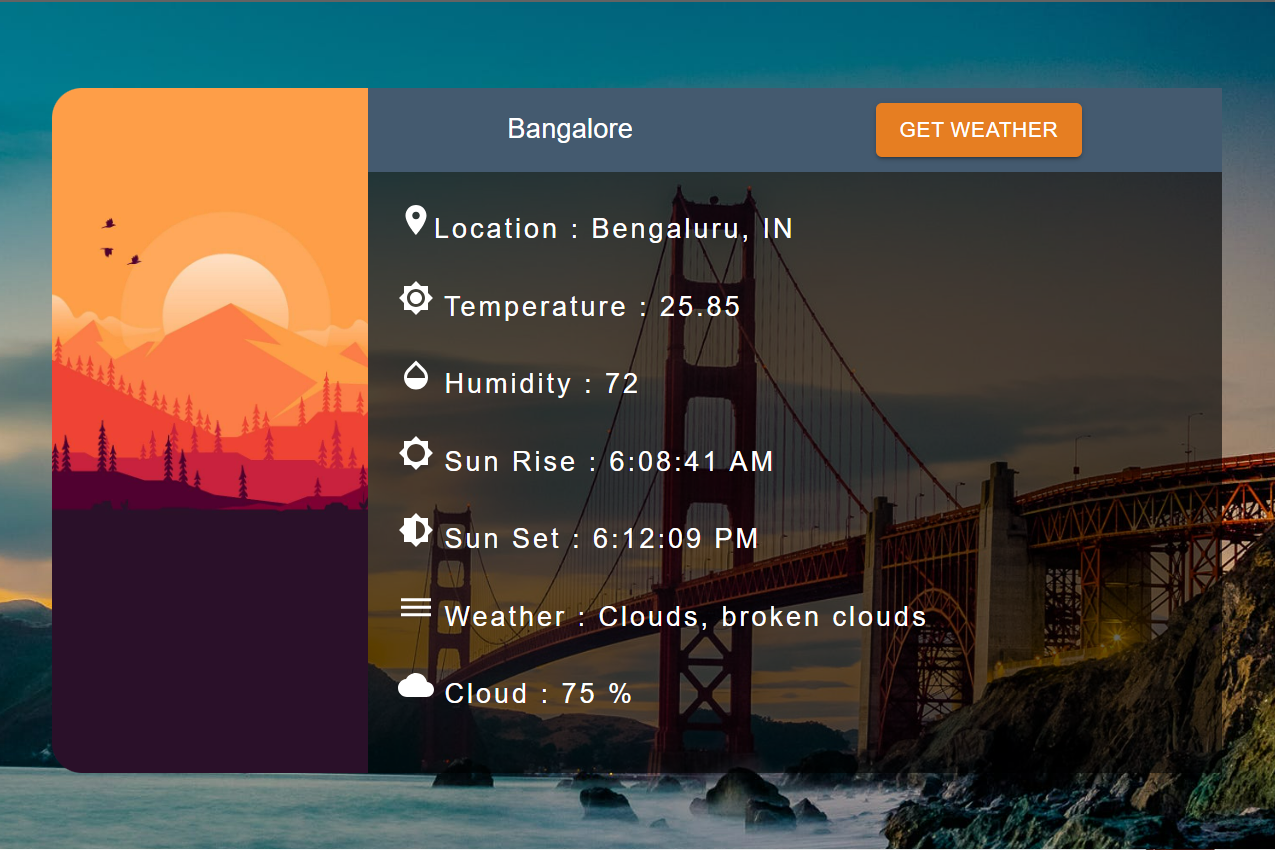 Bangalore
GET WEATHER
Location : Bengaluru, IN
Temperature : 25.85
Humidity : 72
Sun Rise : 6:08:41 AM
Sun Set : 6:12:09 PM
Weather : Clouds, broken clouds
Cloud : 75 %